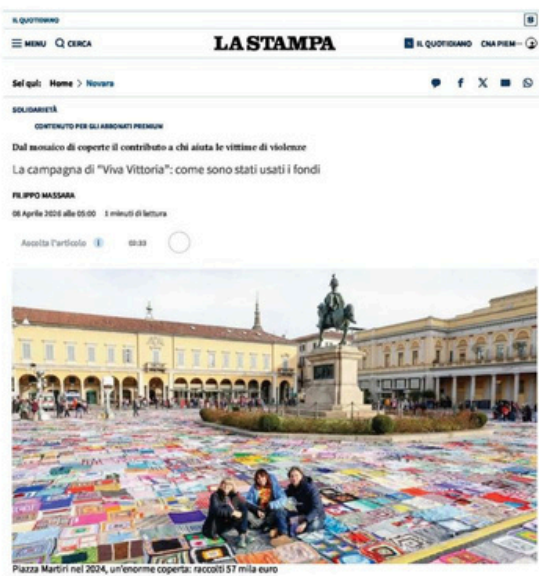 IL QUOTIDIANO
MENU CERCA LA STAMPA IL QUOTIDIANO CNA PIEM
Sei qui: Home > Novara
SOLIDARIETÀ
CONTENUTO PER GLI ABBONATI PREMIUM
Dal mosaico di coperte il contributo a chi aiuta le vittime di violenze
La campagna di "Viva Vittoria": come sono stati usati i fondi
FILIPPO MASSARA
08 Aprile 2026 alle 05:00 1 minuti di lettura
Ascolta l'articolo i
Piazza Martiri nel 2024, un'enorme coperta: raccolti 57 mila euro